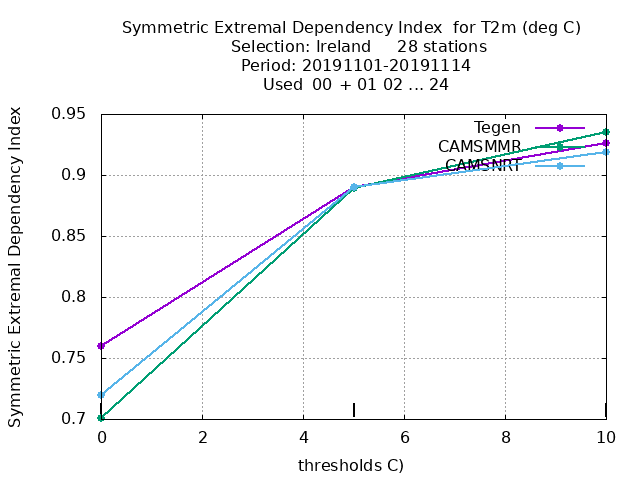 Symmetric Extremal Dependency Index  for T2m (deg C)
Selection: Ireland     28 stations
Period: 20191101-20191114
Used  00 + 01 02 ... 24
Symmetric Extremal Dependency Index
0.95
0.9
0.85
0.8
0.75
0.7
Tegen
CAMSMMR
CAMSNRT
0 2 4 6 8 10
thresholds C)